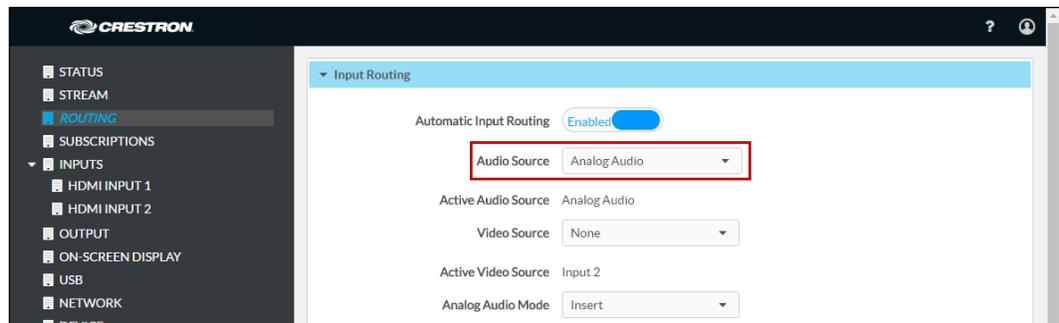 CRESTRON
?
STATUS
STREAM
ROUTING
SUBSCRIPTIONS
INPUTS
HDMI INPUT 1
HDMI INPUT 2
OUTPUT
ON-SCREEN DISPLAY
USB
NETWORK
DEVICE
Input Routing
Automatic Input Routing Enabled
Audio Source Analog Audio
Active Audio Source Analog Audio
Video Source None
Active Video Source Input 2
Analog Audio Mode Insert